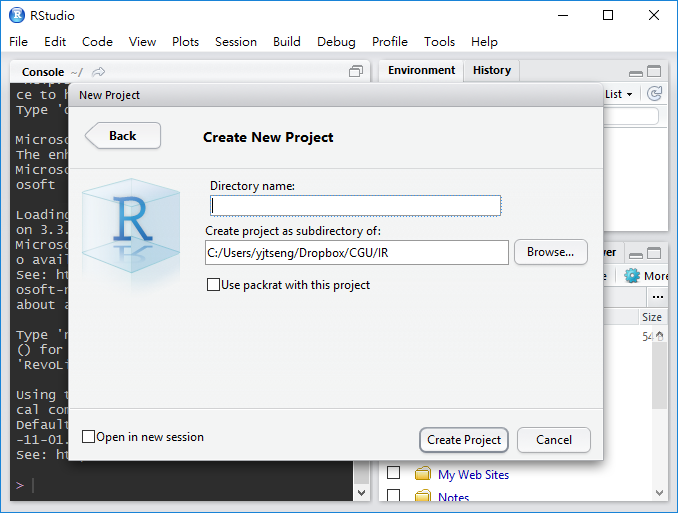 RStudio
File Edit Code View Plots Session Build Debug Profile Tools Help
Console ~/
Environment History
ce to
Type '
List
New Project
Back
Create New Project
Microso
The enh
Microso
osoft
R
Directory name:
Create project as subdirectory of:
C:/Users/yjtseng/Dropbox/CGU/IR
Browse...
Use packrat with this project
Loading
on 3.3.
Microso
o avail
See: ht
osoft-r
about a
More
...
Size
Type '
() for
'RevoLi
Using t
cal com
Default
-11-01.
See: ht
>
Open in new session
Create Project
Cancel
My Web Sites
Notes